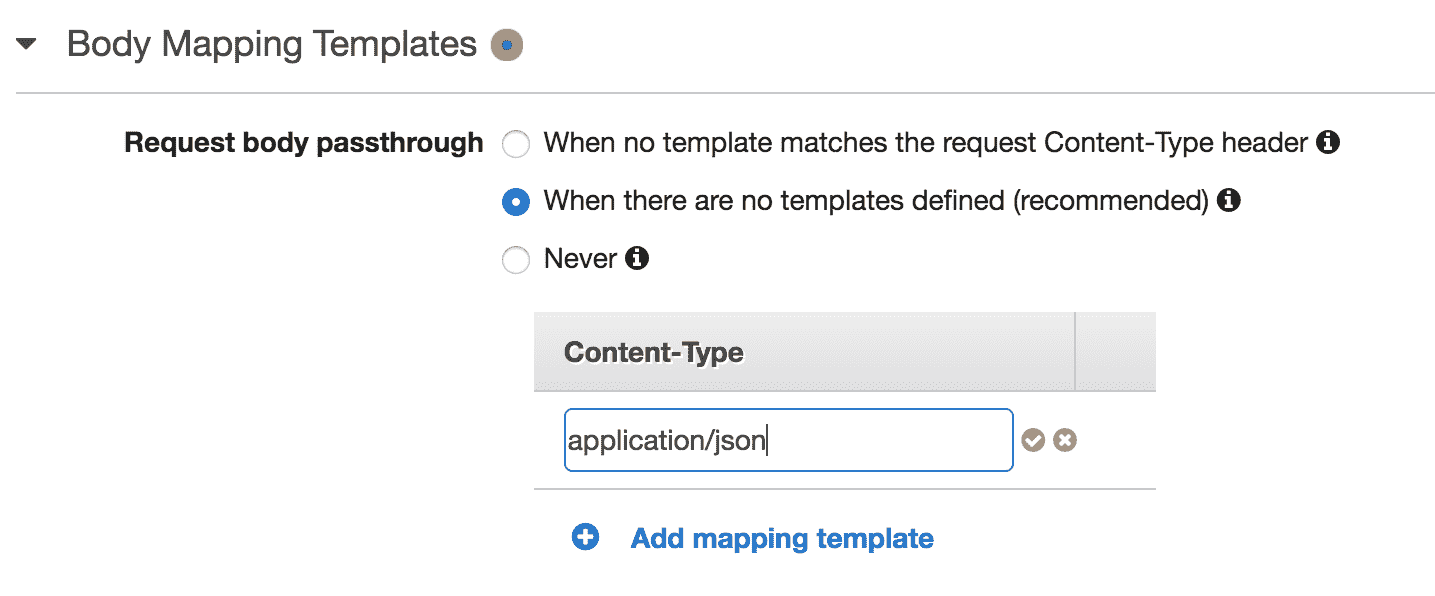 Body Mapping Templates
Request body passthrough
When no template matches the request Content-Type header
When there are no templates defined (recommended)
Never
Content-Type
application/json
Add mapping template